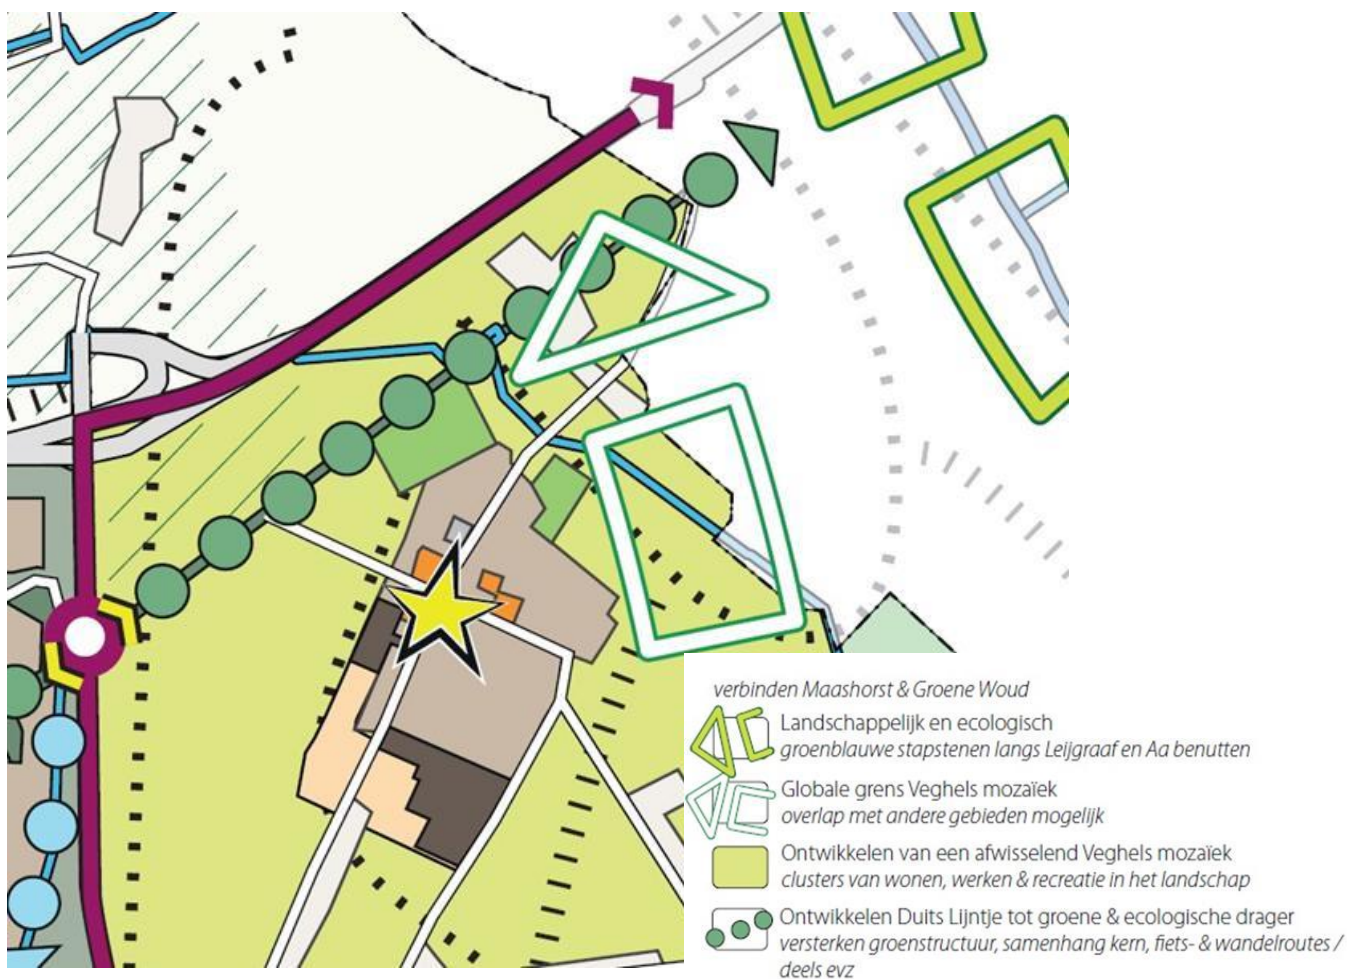 verbinden Maashorst & Groene Woud
Landschappelijk en ecologisch
groenblauwe stapstenen langs Leijgraaf en Aa benutten
Globale grens Veghels mozaïek
overlap met andere gebieden mogelijk
Ontwikkelen van een afwisselend Veghels mozaïek
clusters van wonen, werken & recreatie in het landschap
Ontwikkelen Duits Lijntje tot groene & ecologische drager
versterken groenstructuur, samenhang kern, fiets- & wandelroutes /
deels evz